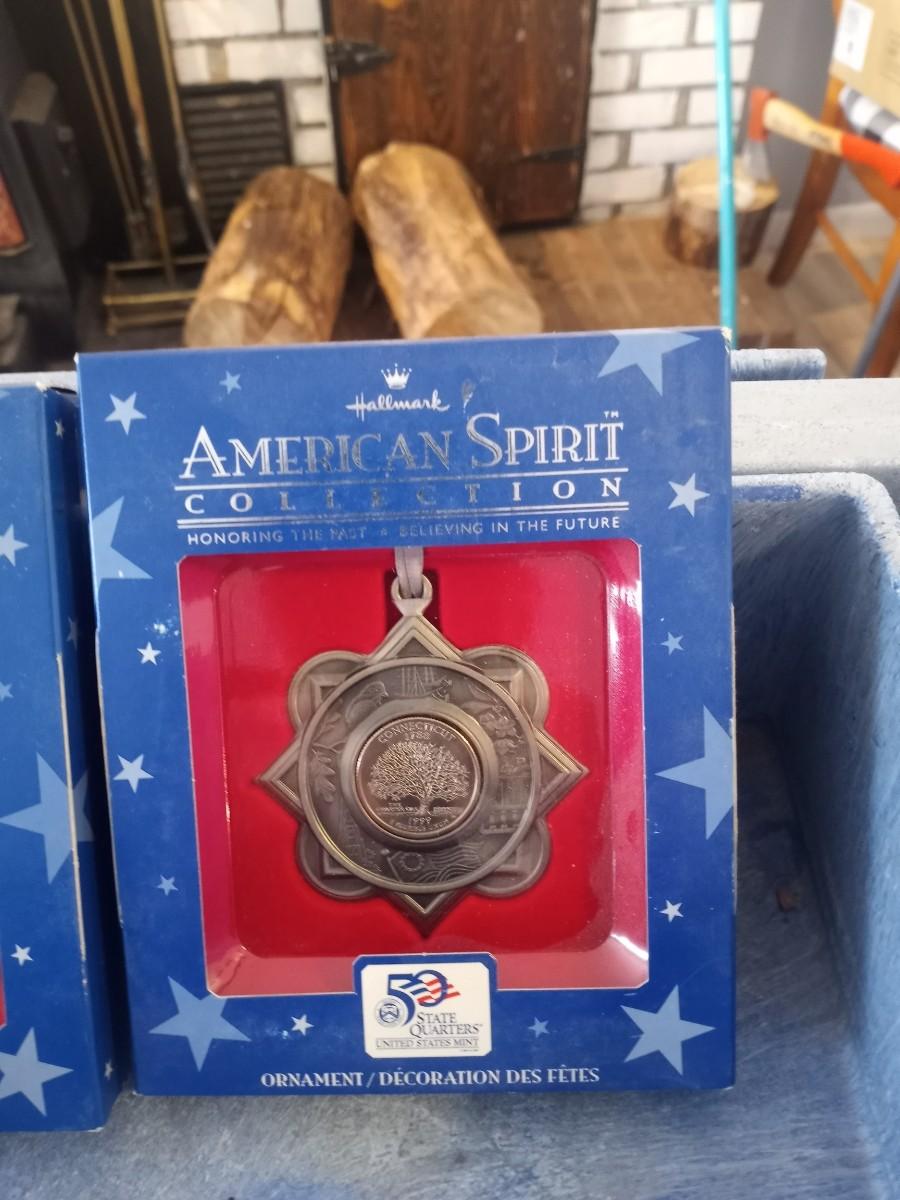 Hallmark
AMERICAN SPIRIT™
COLLECTION
HONORING THE PAST ★ BELIEVING IN THE FUTURE
CONNECTICUT
1788
1999
50
STATE
QUARTERS®
UNITED STATES MINT
ORNAMENT / DÉCORATION DES FÊTES